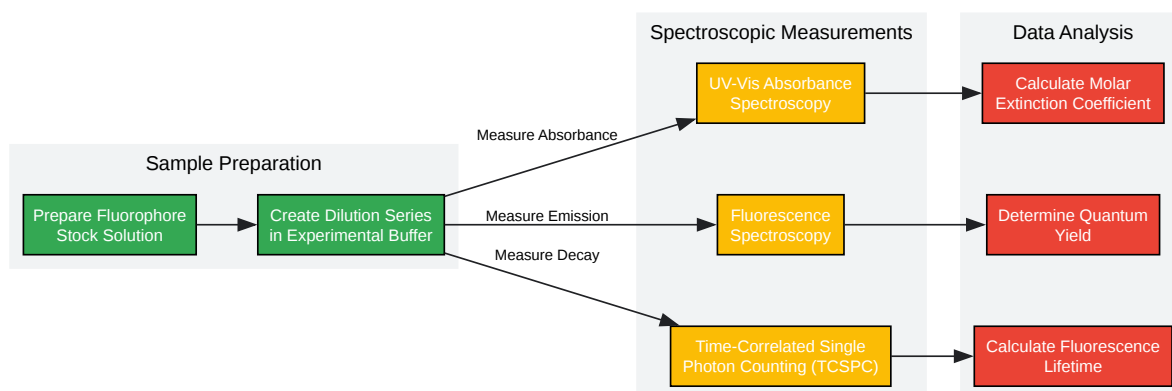 Spectroscopic Measurements
Data Analysis
UV-Vis Absorbance
Spectroscopy
Calculate Molar
Extinction Coefficient
Measure Absorbance
Sample Preparation
Prepare Fluorophore
Stock Solution
Create Dilution Series
in Experimental Buffer
Measure Emission
Fluorescence
Spectroscopy
Determine Quantum
Yield
Measure Decay
Time-Correlated Single
Photon Counting (TCSPC)
Calculate Fluorescence
Lifetime